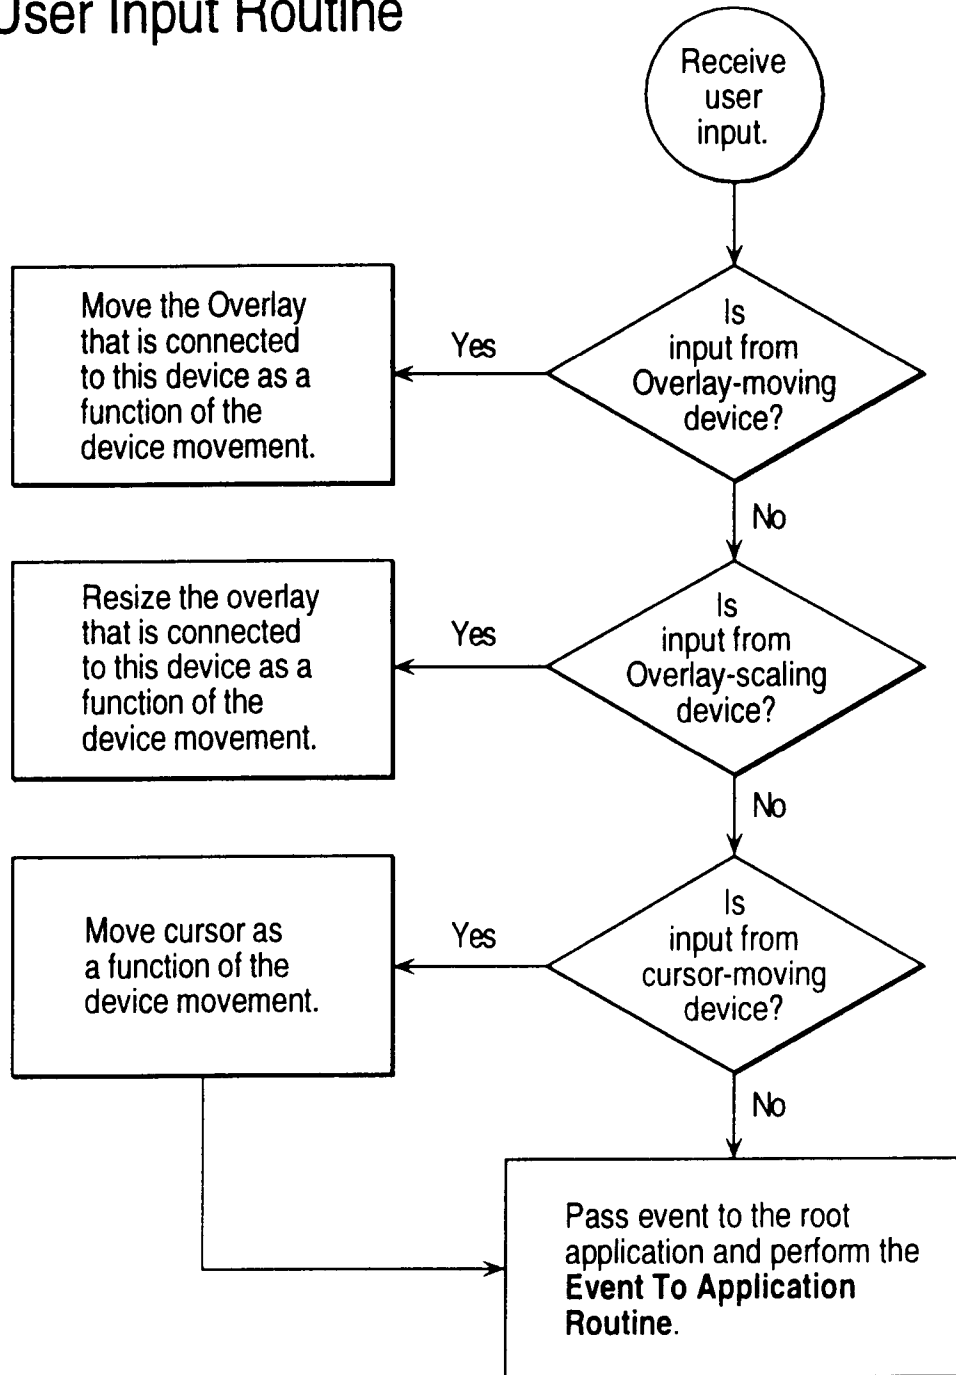 User Input Routine
Receive
user
input.
Is
input from
Overlay-moving
device?
Yes
Move the Overlay
that is connected
to this device as a
function of the
device movement.
No
Is
input from
Overlay-scaling
device?
Yes
Resize the overlay
that is connected
to this device as a
function of the
device movement.
No
Is
input from
cursor-moving
device?
Yes
Move cursor as
a function of the
device movement.
No
Pass event to the root
application and perform the
Event To Application
Routine.